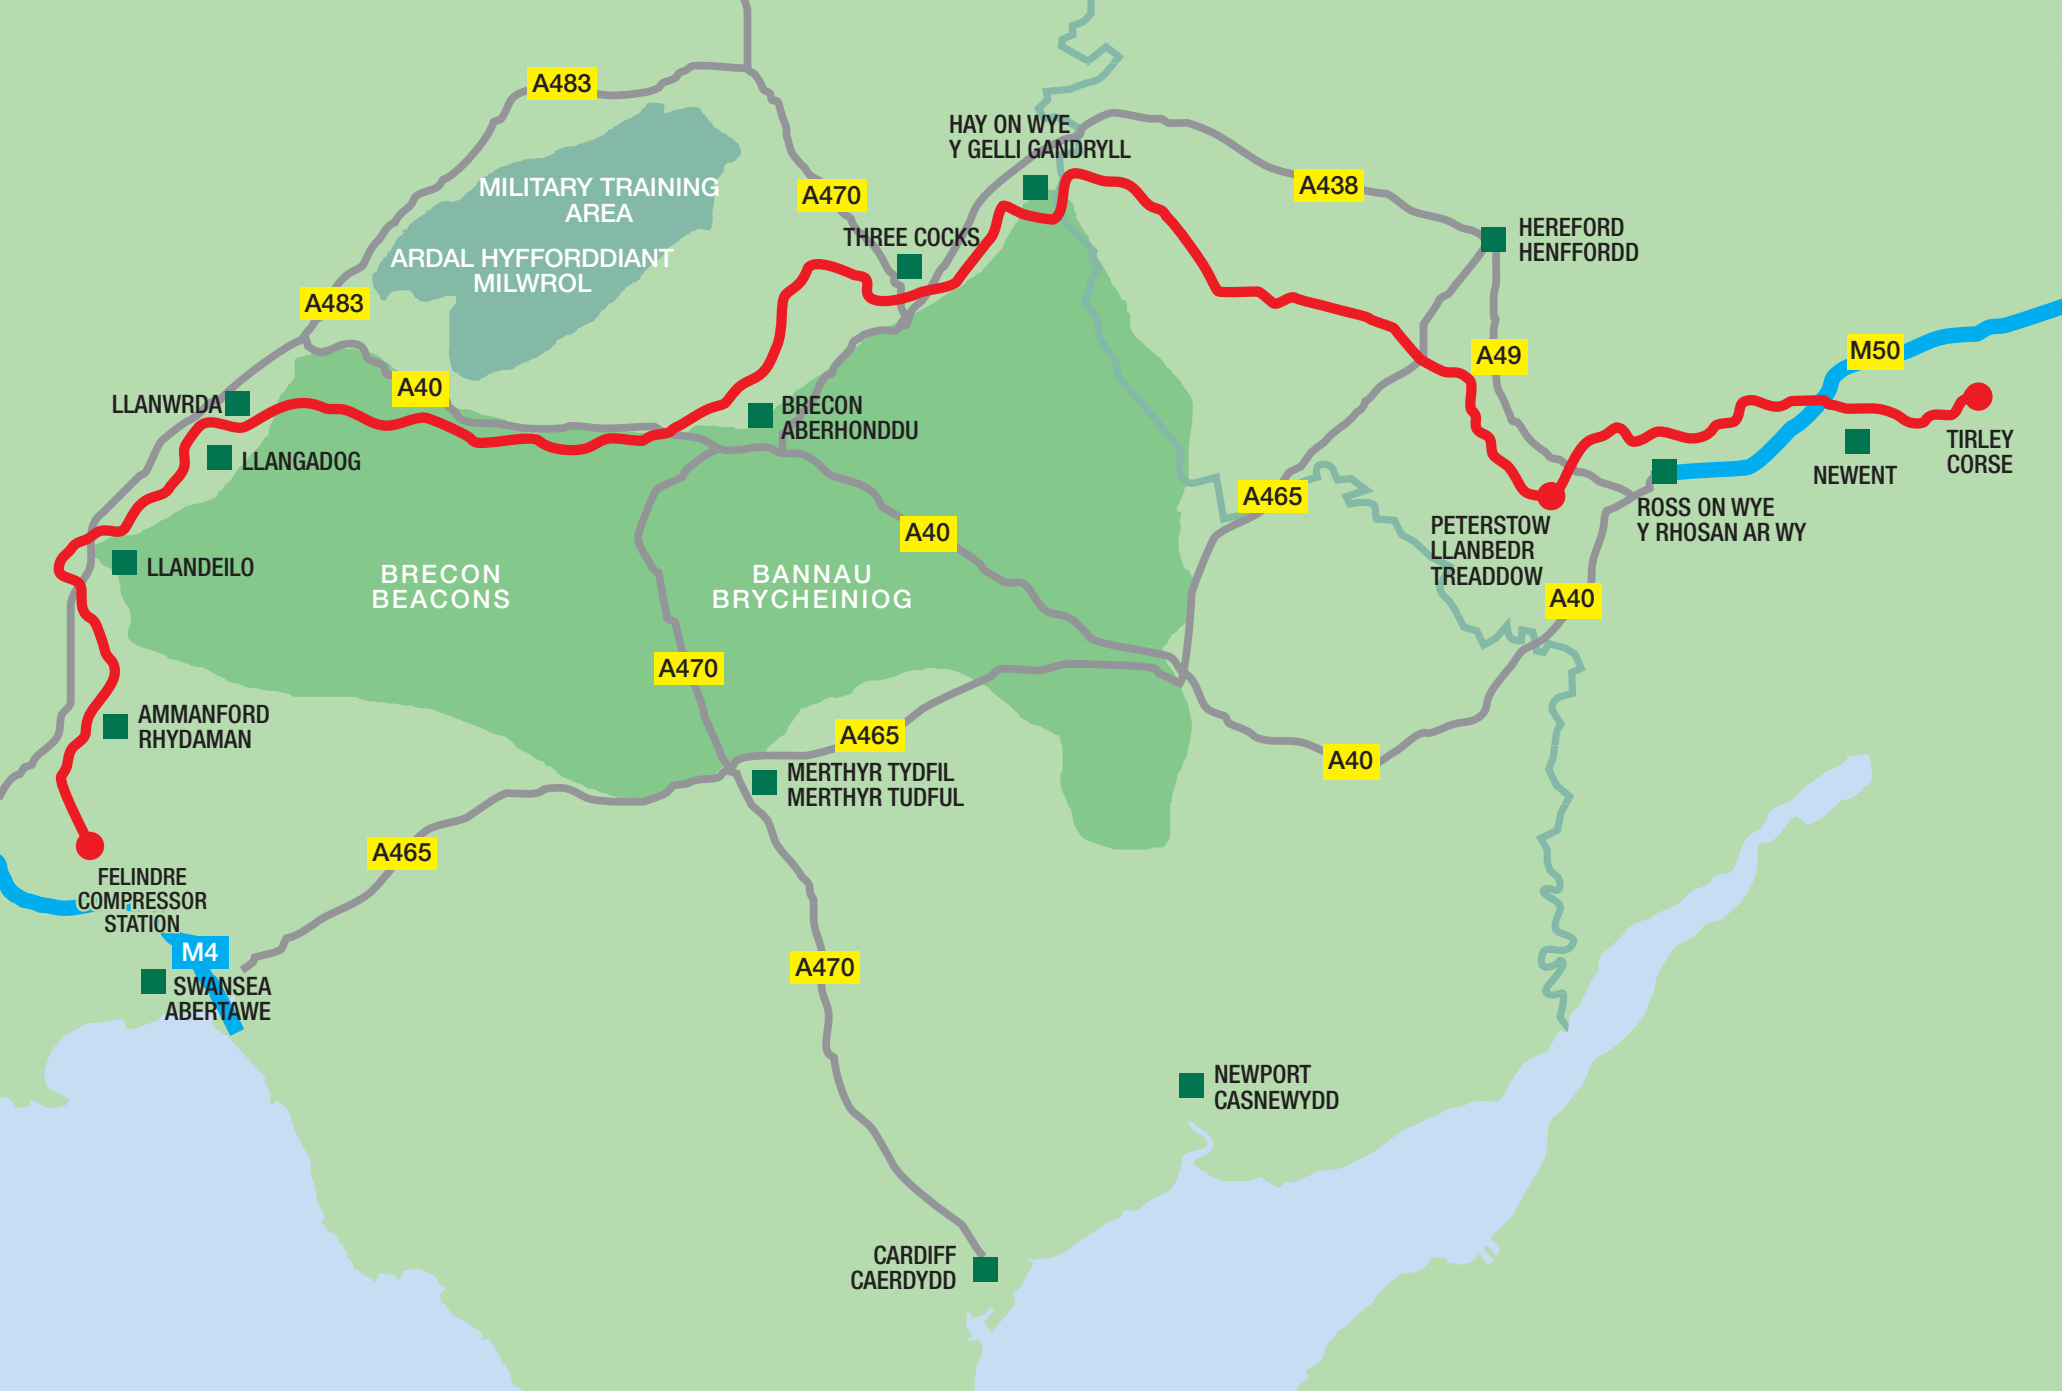 A483
MILITARY TRAINING
AREA
ARDAL HYFFORDDIANT
MILWROL
A483
A470
HAY ON WYE
Y GELLI GANDRYLL
THREE COCKS
A438
HEREFORD
HENFFORDD
A49
M50
LLANWRDA
A40
BRECON
ABERHONDDU
LLANGADOG
TIRLEY
CORSE
NEWENT
A465
ROSS ON WYE
Y RHOSAN AR WY
PETERSTOW
LLANBEDR
TREADDOW
A40
LLANDEILO
BRECON
BEACONS
BANNAU
BRYCHEINIOG
A40
A470
AMMANFORD
RHYDAMAN
A465
A40
MERTHYR TYDFIL
MERTHYR TUDFUL
A465
FELINDRE
COMPRESSOR
STATION
M4
SWANSEA
ABERTAWE
A470
NEWPORT
CASNEWYDD
CARDIFF
CAERDYDD